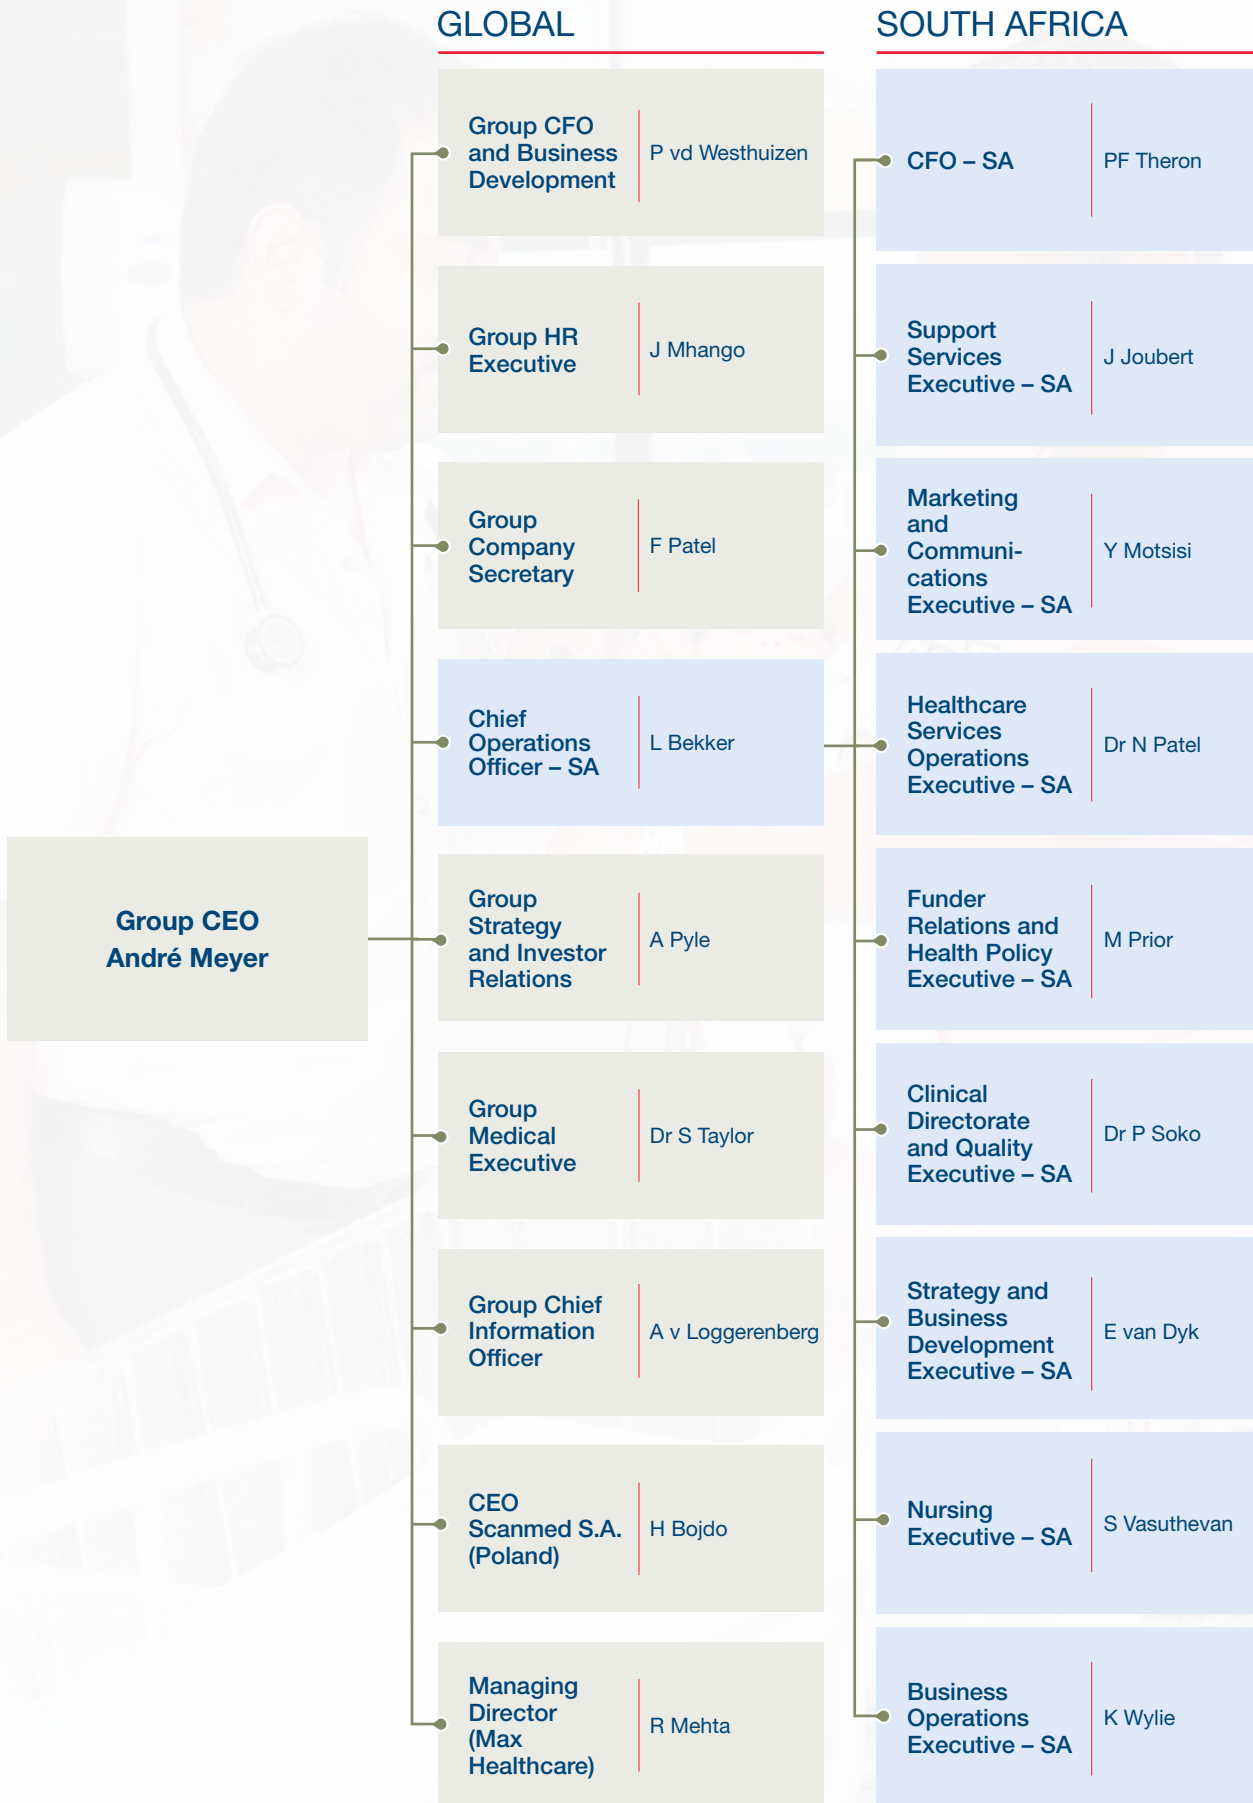 GLOBAL
SOUTH AFRICA
Group CEO
André Meyer
Group CFO
and Business
Development
P vd Westhuizen
Group HR
Executive
J Mhango
Group
Company
Secretary
F Patel
Chief
Operations
Officer – SA
L Bekker
Group
Strategy
and Investor
Relations
A Pyle
Group
Medical
Executive
Dr S Taylor
Group Chief
Information
Officer
A v Loggerenberg
CEO
Scanmed S.A.
(Poland)
H Bojdo
Managing
Director
(Max
Healthcare)
R Mehta
CFO – SA
PF Theron
Support
Services
Executive – SA
J Joubert
Marketing
and
Communi-
cations
Executive – SA
Y Motsisi
Healthcare
Services
Operations
Executive – SA
Dr N Patel
Funder
Relations and
Health Policy
Executive – SA
M Prior
Clinical
Directorate
and Quality
Executive – SA
Dr P Soko
Strategy and
Business
Development
Executive – SA
E van Dyk
Nursing
Executive – SA
S Vasuthevan
Business
Operations
Executive – SA
K Wylie